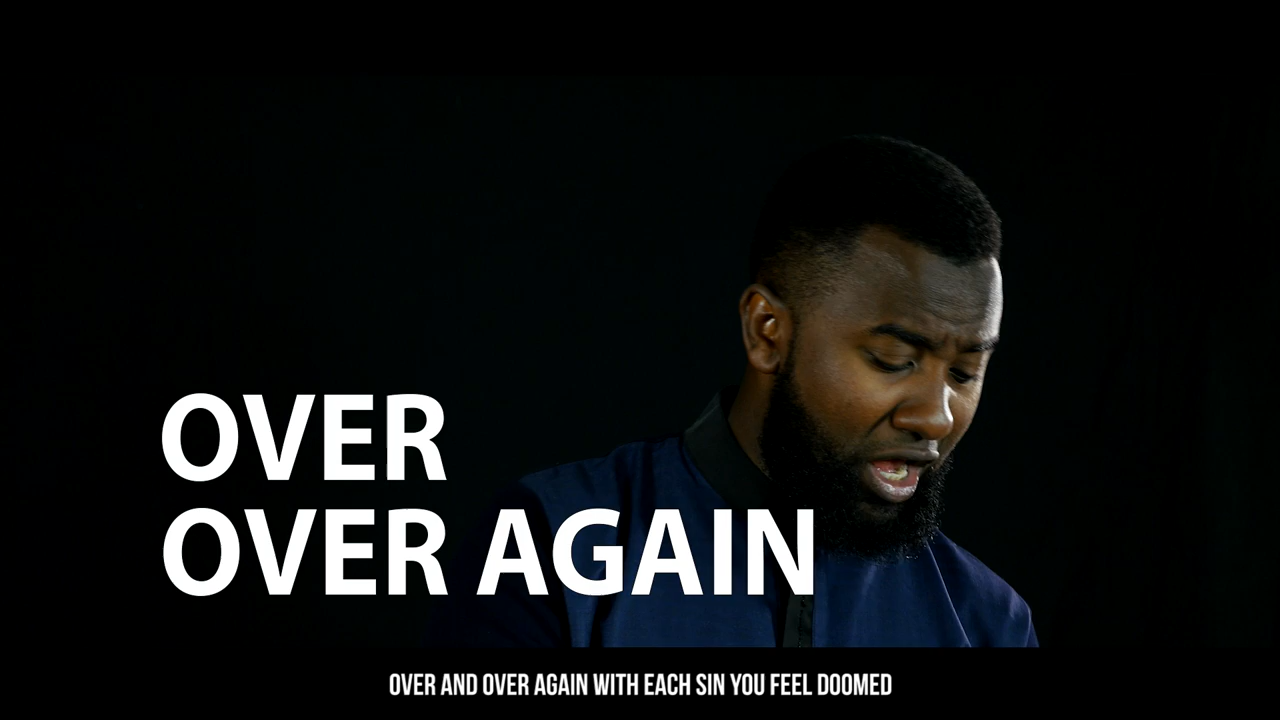 OVER
OVER AGAIN
OVER AND OVER AGAIN WITH EACH SIN YOU FEEL DOOMED